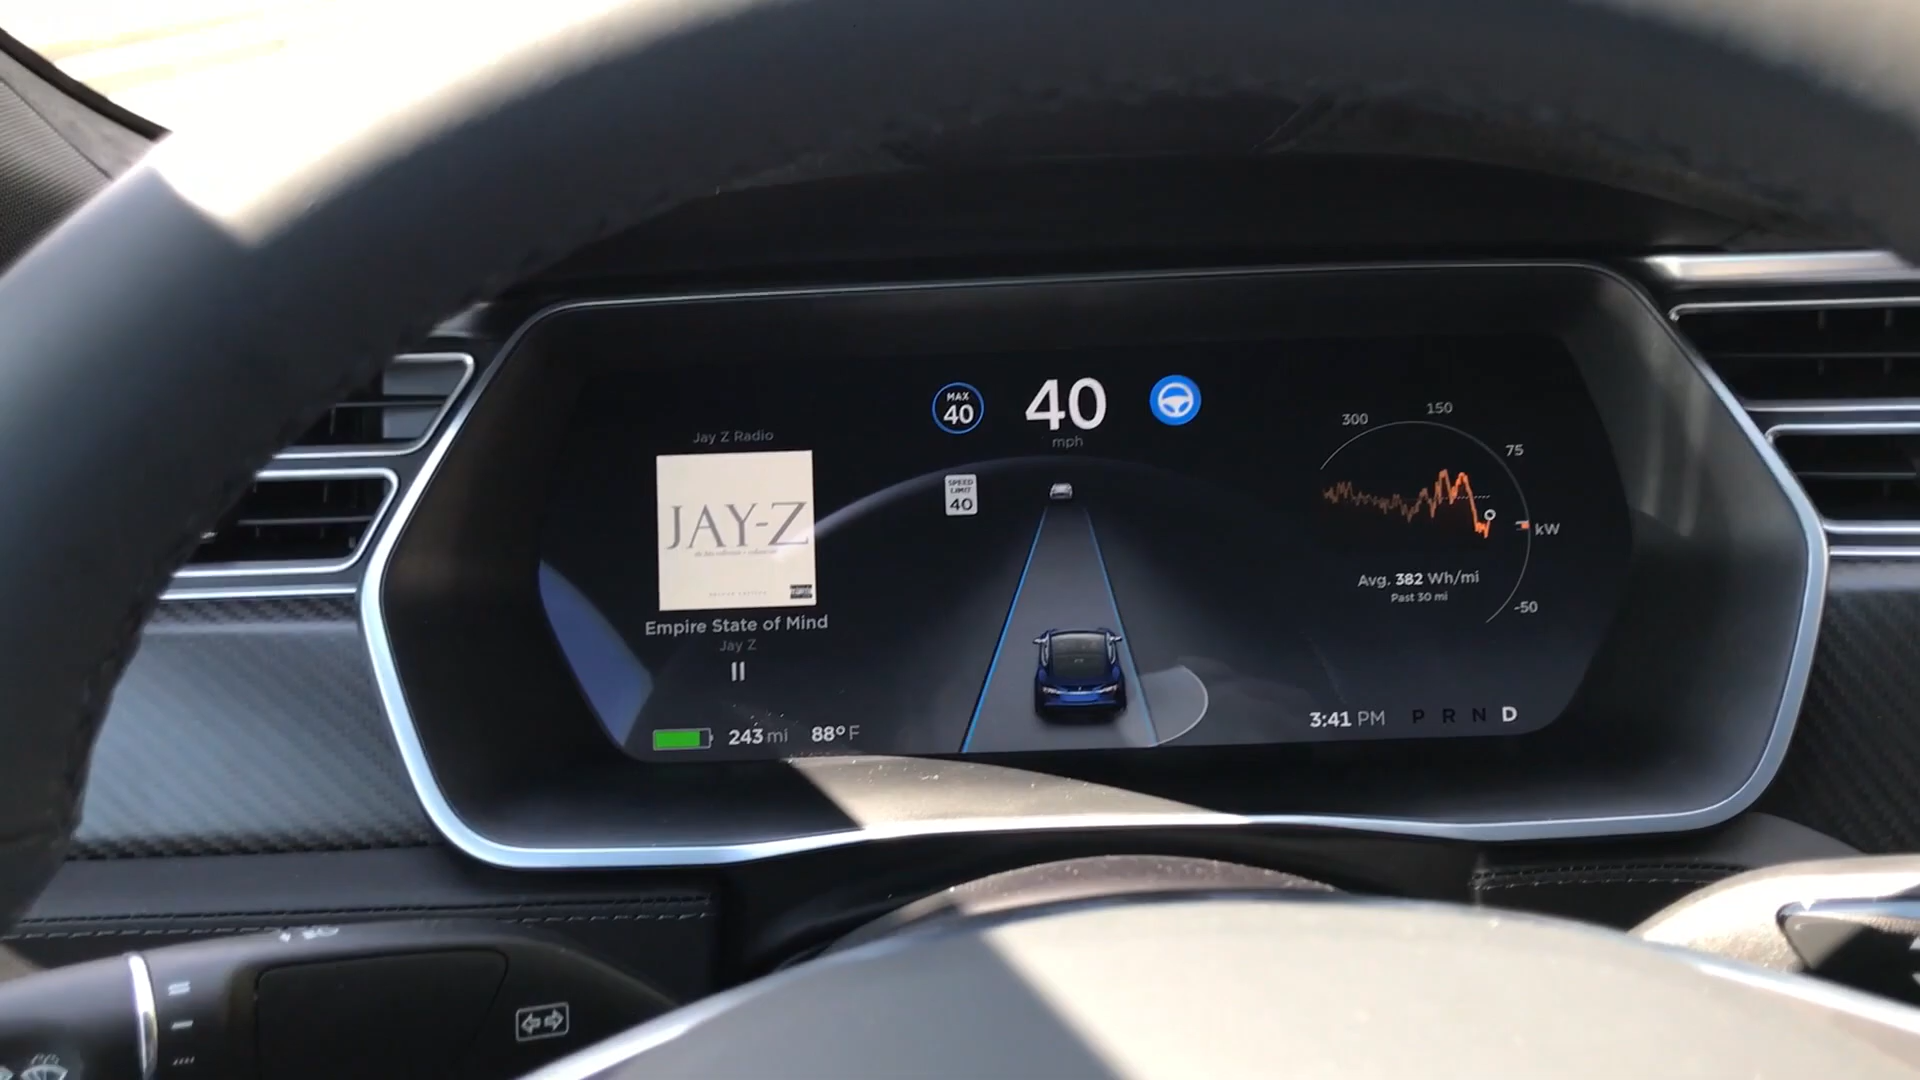 MAX
40
40
mph
Jay Z Radio
JAY-Z
Empire State of Mind
Jay Z
SPEED
LIMIT
40
300
150
75
kW
-50
Avg. 382 Wh/mi
Past 30 mi
243 mi 88° F
3:41 PM P R N D